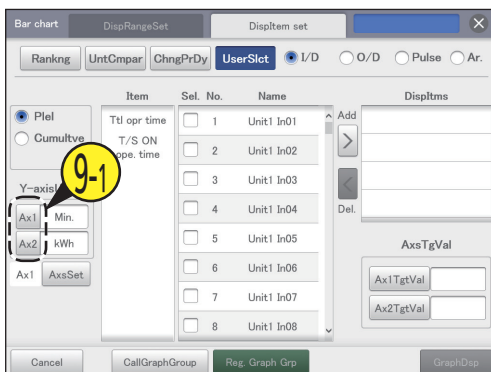 Bar chart DispRangeSet DispItem set
Rankng UntCmpar ChngPrDy UserSlct I/D O/D Pulse Ar.
Item Sel. No. Name DispItms
Plel
Cumultve
Ttl opr time
T/S ON
ope. time
1 Unit1 In01
2 Unit1 In02
3 Unit1 In03
4 Unit1 In04
5 Unit1 In05
6 Unit1 In06
7 Unit1 In07
8 Unit1 In08
Add
Del.
9-1
Ax1 Min.
Ax2 kWh
Ax1 AxsSet
AxsTgVal
Ax1TgtVal
Ax2TgtVal
Cancel CallGraphGroup Reg. Graph Grp GraphDsp